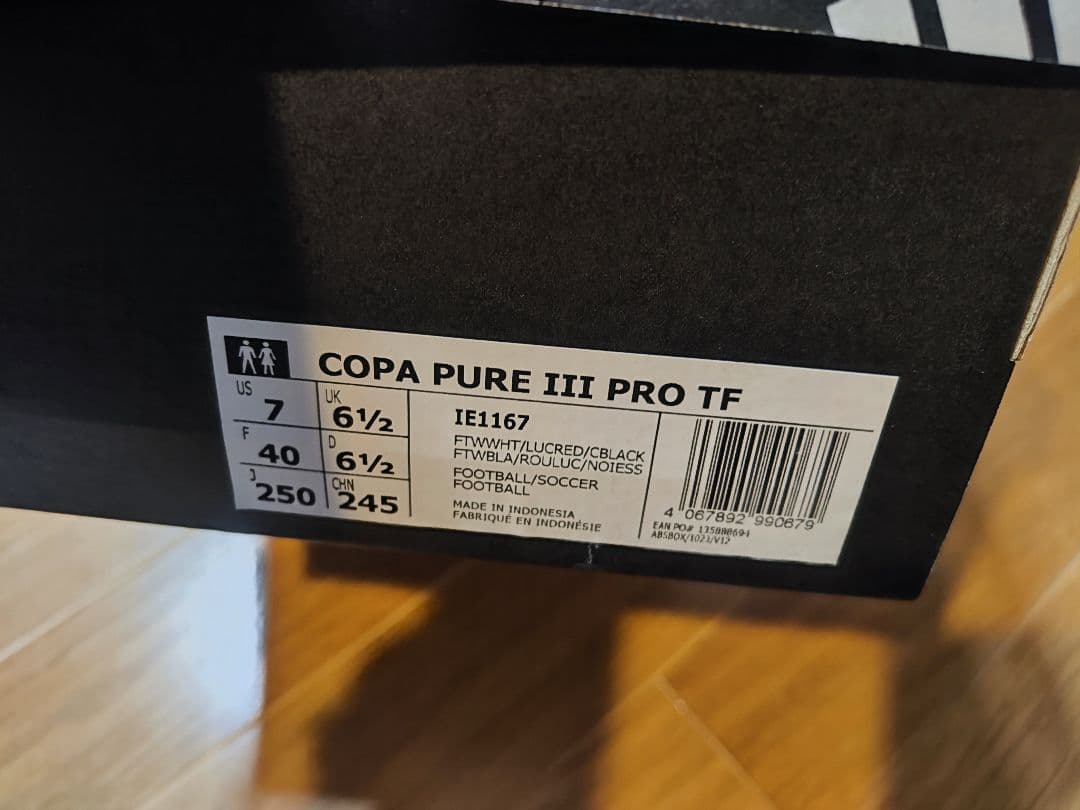 COPA PURE III PRO TF
US 7 UK 6½
F 40 D 6½
J 250 CHN 245
IE1167
FTWWHT/LUCRED/CBLACK
FTWBLA/ROULUC/NOIESS
FOOTBALL/SOCCER
FOOTBALL
MADE IN INDONESIA
FABRIQUÉ EN INDONÉSIE
4 067892 990679
EAN PO# 135888694
ABSBOX/1023/V12